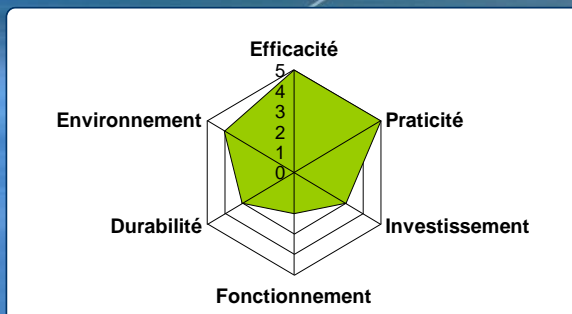 Efficacité
5
4
3
2
1
0
Environnement
Praticité
Durabilité
Investissement
Fonctionnement